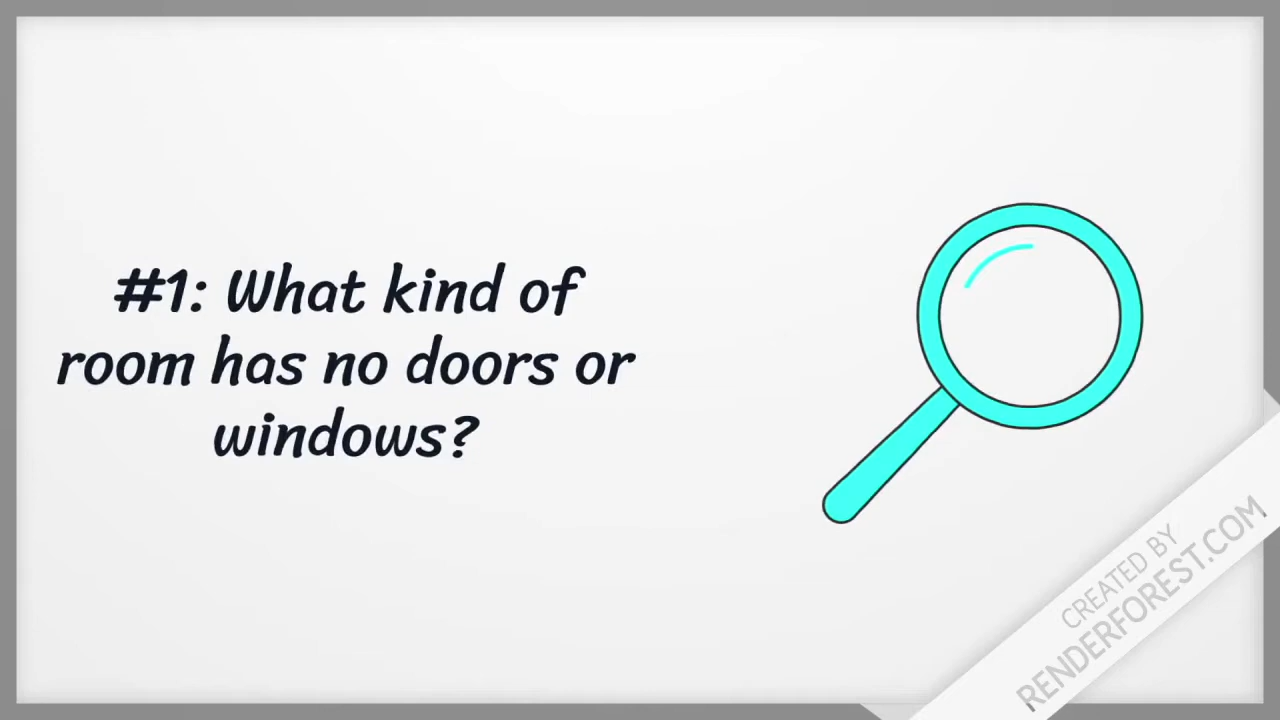 #1: What kind of
room has no doors or
windows?
CREATED BY
RENDERFOREST.COM